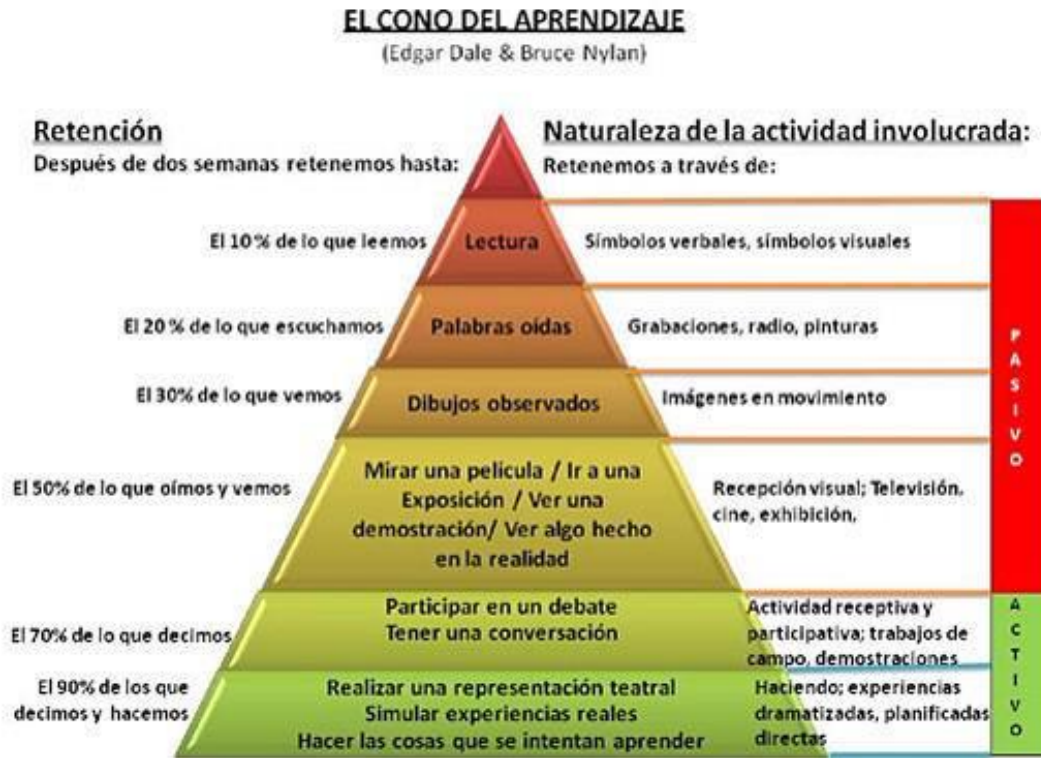 EL CONO DEL APRENDIZAJE
(Edgar Dale & Bruce Nylan)
Retención
Después de dos semanas retenemos hasta:
Naturaleza de la actividad involucrada:
Retenemos a través de:
El 10% de lo que leemos
Lectura
Símbolos verbales, símbolos visuales
El 20 % de lo que escuchamos
Palabras oídas
Grabaciones, radio, pinturas
El 30% de lo que vemos
Dibujos observados
Imágenes en movimiento
El 50% de lo que oímos y vemos
Mirar una película / Ir a una
Exposición / Ver una
demostración/ Ver algo hecho
en la realidad
Recepción visual; Televisión,
cine, exhibición,
PASIVO
El 70% de lo que decimos
Participar en un debate
Tener una conversación
Actividad receptiva y
participativa; trabajos de
campo, demostraciones
El 90% de los que
decimos y hacemos
Realizar una representación teatral
Simular experiencias reales
Hacer las cosas que se intentan aprender
Haciendo; experiencias
dramatizadas, planificadas
directas
ACTIVO